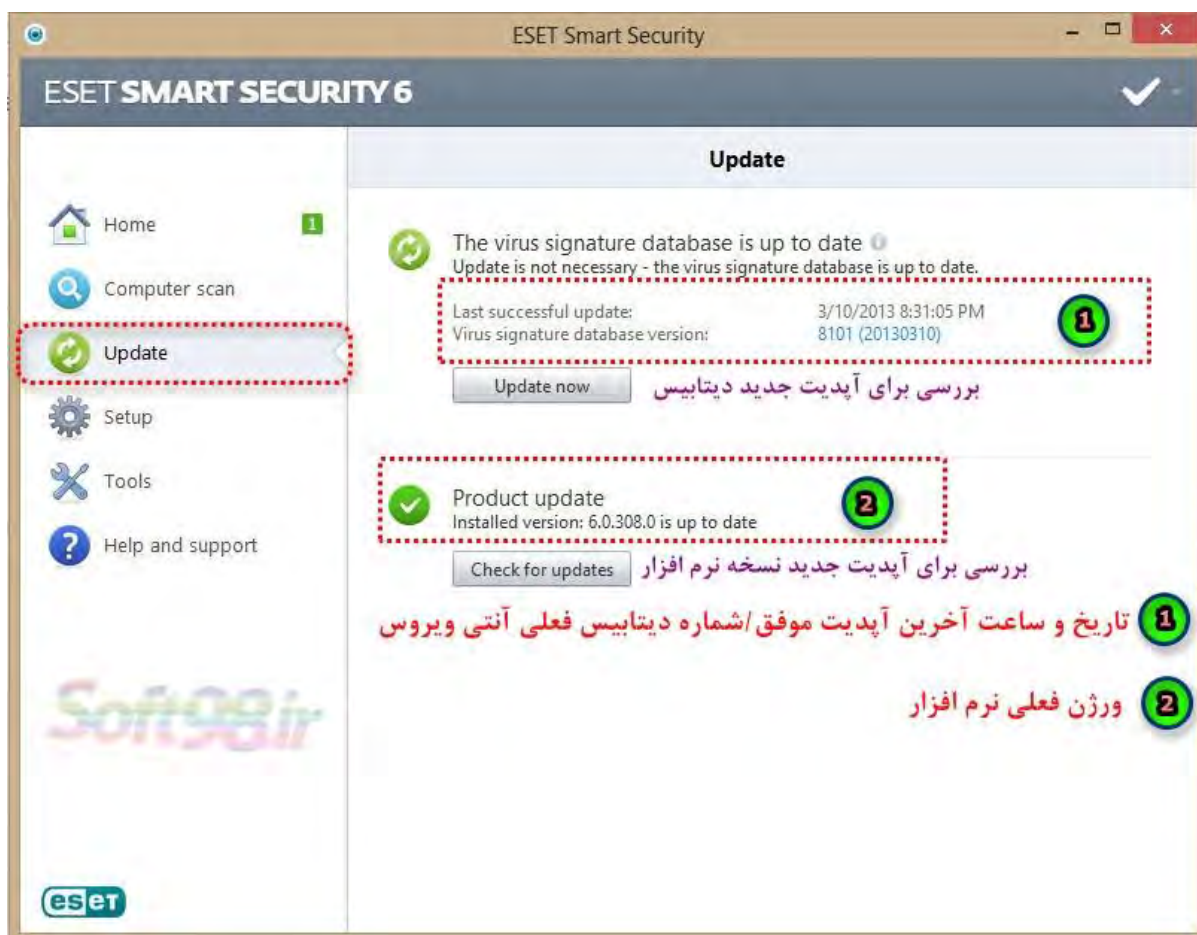 ESET Smart Security
ESET SMART SECURITY 6
Update
Home 1
Computer scan
Update
Setup
Tools
Help and support
The virus signature database is up to date
Update is not necessary - the virus signature database is up to date.
Last successful update: 3/10/2013 8:31:05 PM
Virus signature database version: 8101 (20130310)
1
Update now
بررسی برای آپدیت جدید دیتابیس
Product update
Installed version: 6.0.308.0 is up to date
2
Check for updates
بررسی برای آپدیت جدید نسخه نرم افزار
1 تاریخ و ساعت آخرین آپدیت موفق/شماره دیتابیس فعلی آنتی ویروس
2 ورژن فعلی نرم افزار
Soft98.ir
eseT